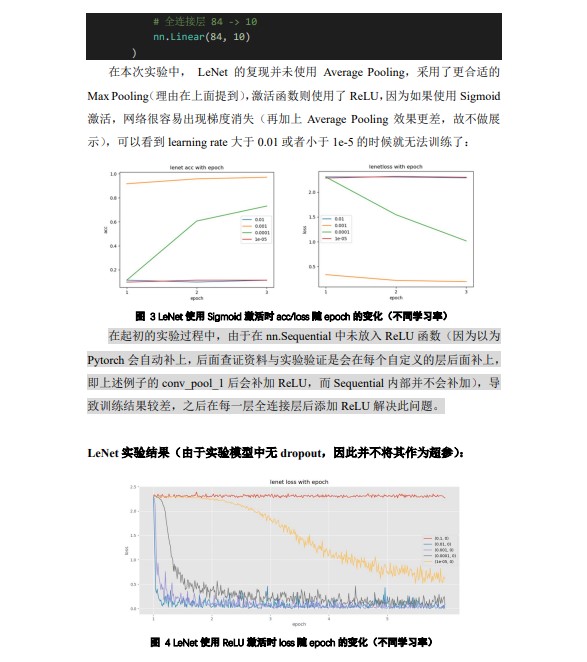 # 全连接层 84 -> 10
nn.Linear(84, 10)
)
在本次实验中， LeNet 的复现并未使用 Average Pooling，采用了更合适的
Max Pooling（理由在上面提到），激活函数则使用了 ReLU，因为如果使用 Sigmoid
激活，网络很容易出现梯度消失（再加上 Average Pooling 效果更差，故不做展
示），可以看到 learning rate 大于 0.01 或者小于 1e-5 的时候就无法训练了：
lenet acc with epoch
1.0
0.8
0.6
0.4
0.2
acc
0.01
0.001
0.0001
1e-05
1 2 3
epoch
lenetloss with epoch
2.0
1.5
1.0
0.5
loss
0.01
0.001
0.0001
1e-05
1 2 3
epoch
图 3 LeNet 使用 Sigmoid 激活时 acc/loss 随 epoch 的变化（不同学习率）
在起初的实验过程中，由于在 nn.Sequential 中未放入 ReLU 函数（因为以为
Pytorch 会自动补上，后面查证资料与实验验证是会在每个自定义的层后面补上，
即上述例子的 conv_pool_1 后会补加 ReLU，而 Sequential 内部并不会补加），导
致训练结果较差，之后在每一层全连接层后添加 ReLU 解决此问题。
LeNet 实验结果（由于实验模型中无 dropout，因此并不将其作为超参）：
lenet loss with epoch
2.5
2.0
1.5
1.0
0.5
0.0
loss
(0.1, 0)
(0.01, 0)
(0.001, 0)
(0.0001, 0)
(1e-05, 0)
1 2 3 4 5
epoch
图 4 LeNet 使用 ReLU 激活时 loss 随 epoch 的变化（不同学习率）